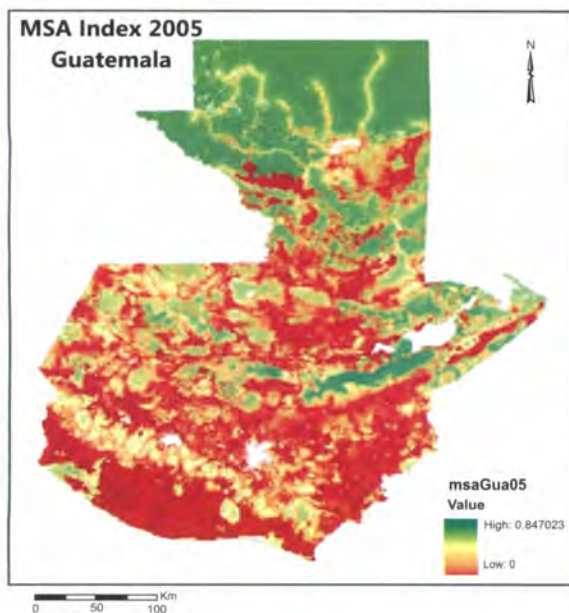 MSA Index 2005
Guatemala
N
msaGua05
Value
High: 0.847023
Low: 0
Km
0 50 100